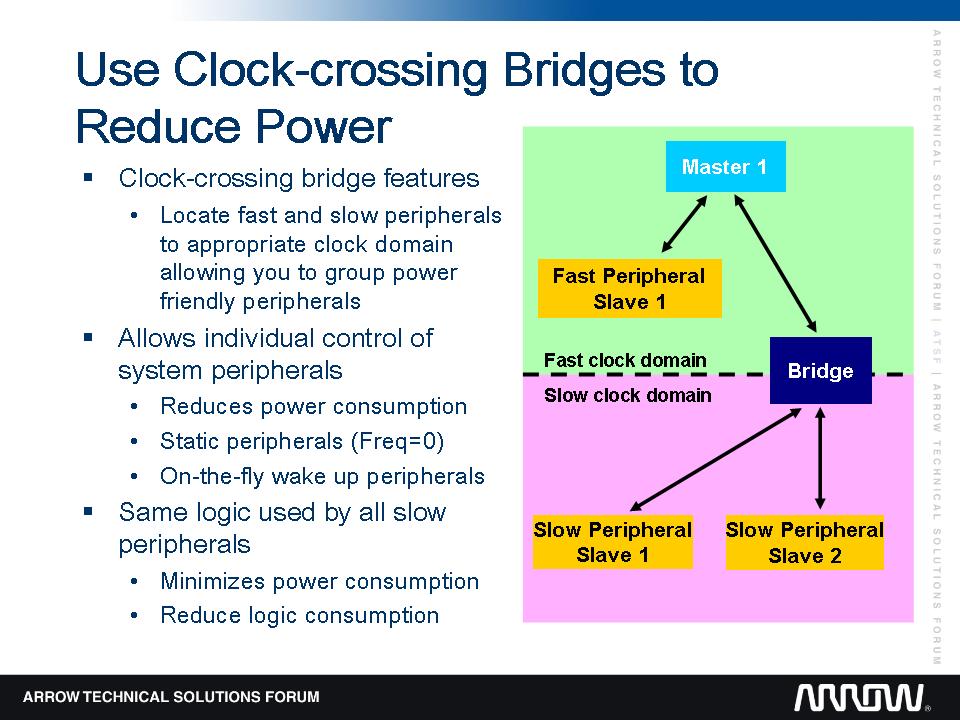 Use Clock-crossing Bridges to
Reduce Power
▪ Clock-crossing bridge features
• Locate fast and slow peripherals
to appropriate clock domain
allowing you to group power
friendly peripherals
▪ Allows individual control of
system peripherals
• Reduces power consumption
• Static peripherals (Freq=0)
• On-the-fly wake up peripherals
▪ Same logic used by all slow
peripherals
• Minimizes power consumption
• Reduce logic consumption
Master 1
Fast Peripheral
Slave 1
Fast clock domain
Bridge
Slow clock domain
Slow Peripheral
Slave 1
Slow Peripheral
Slave 2
ARROW TECHNICAL SOLUTIONS FORUM | ATSF | ARROW TECHNICAL SOLUTIONS FORUM
ARROW TECHNICAL SOLUTIONS FORUM
ARROW®